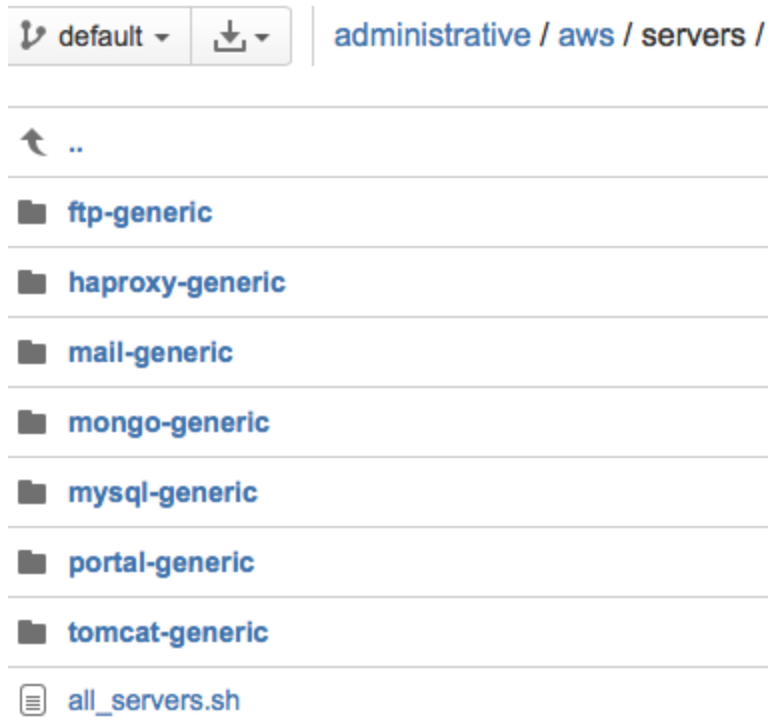 default administrative / aws / servers /
..
ftp-generic
haproxy-generic
mail-generic
mongo-generic
mysql-generic
portal-generic
tomcat-generic
all_servers.sh